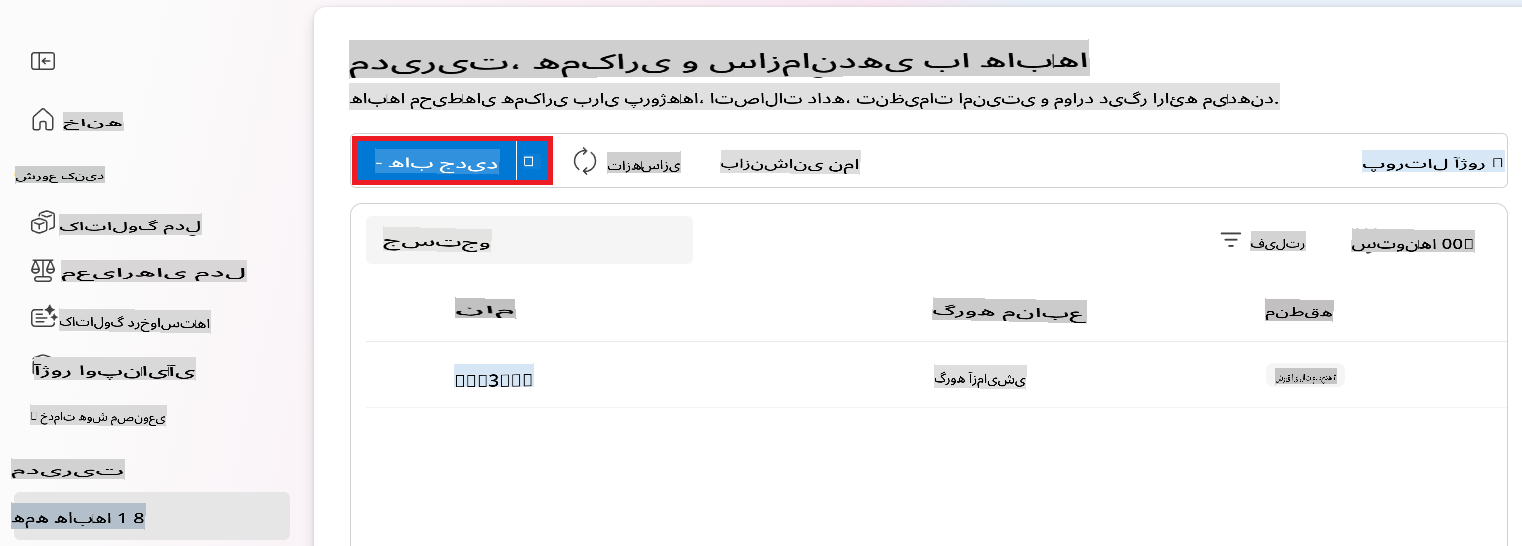 مدیریت، همکاری و سازماندهی با هاب‌ها
هاب‌ها محیط‌های همکاری برای پروژه‌ها، اتصالات داده، تنظیمات امنیتی و موارد دیگر ارائه می‌دهند.
خانه
شروع کنید
کاتالوگ مدل
معیارهای مدل
کاتالوگ درخواست‌ها
آژور اوپن‌ای‌آی
خدمات هوش مصنوعی
مدیریت
همه هاب‌ها 1 8
- هاب جدید
تازه‌سازی
بازنشانی نما
پورتال آژور
جستجو
فیلتر
ستون‌ها 00
نام
گروه منابع
منطقه
3
گروه آزمایشی